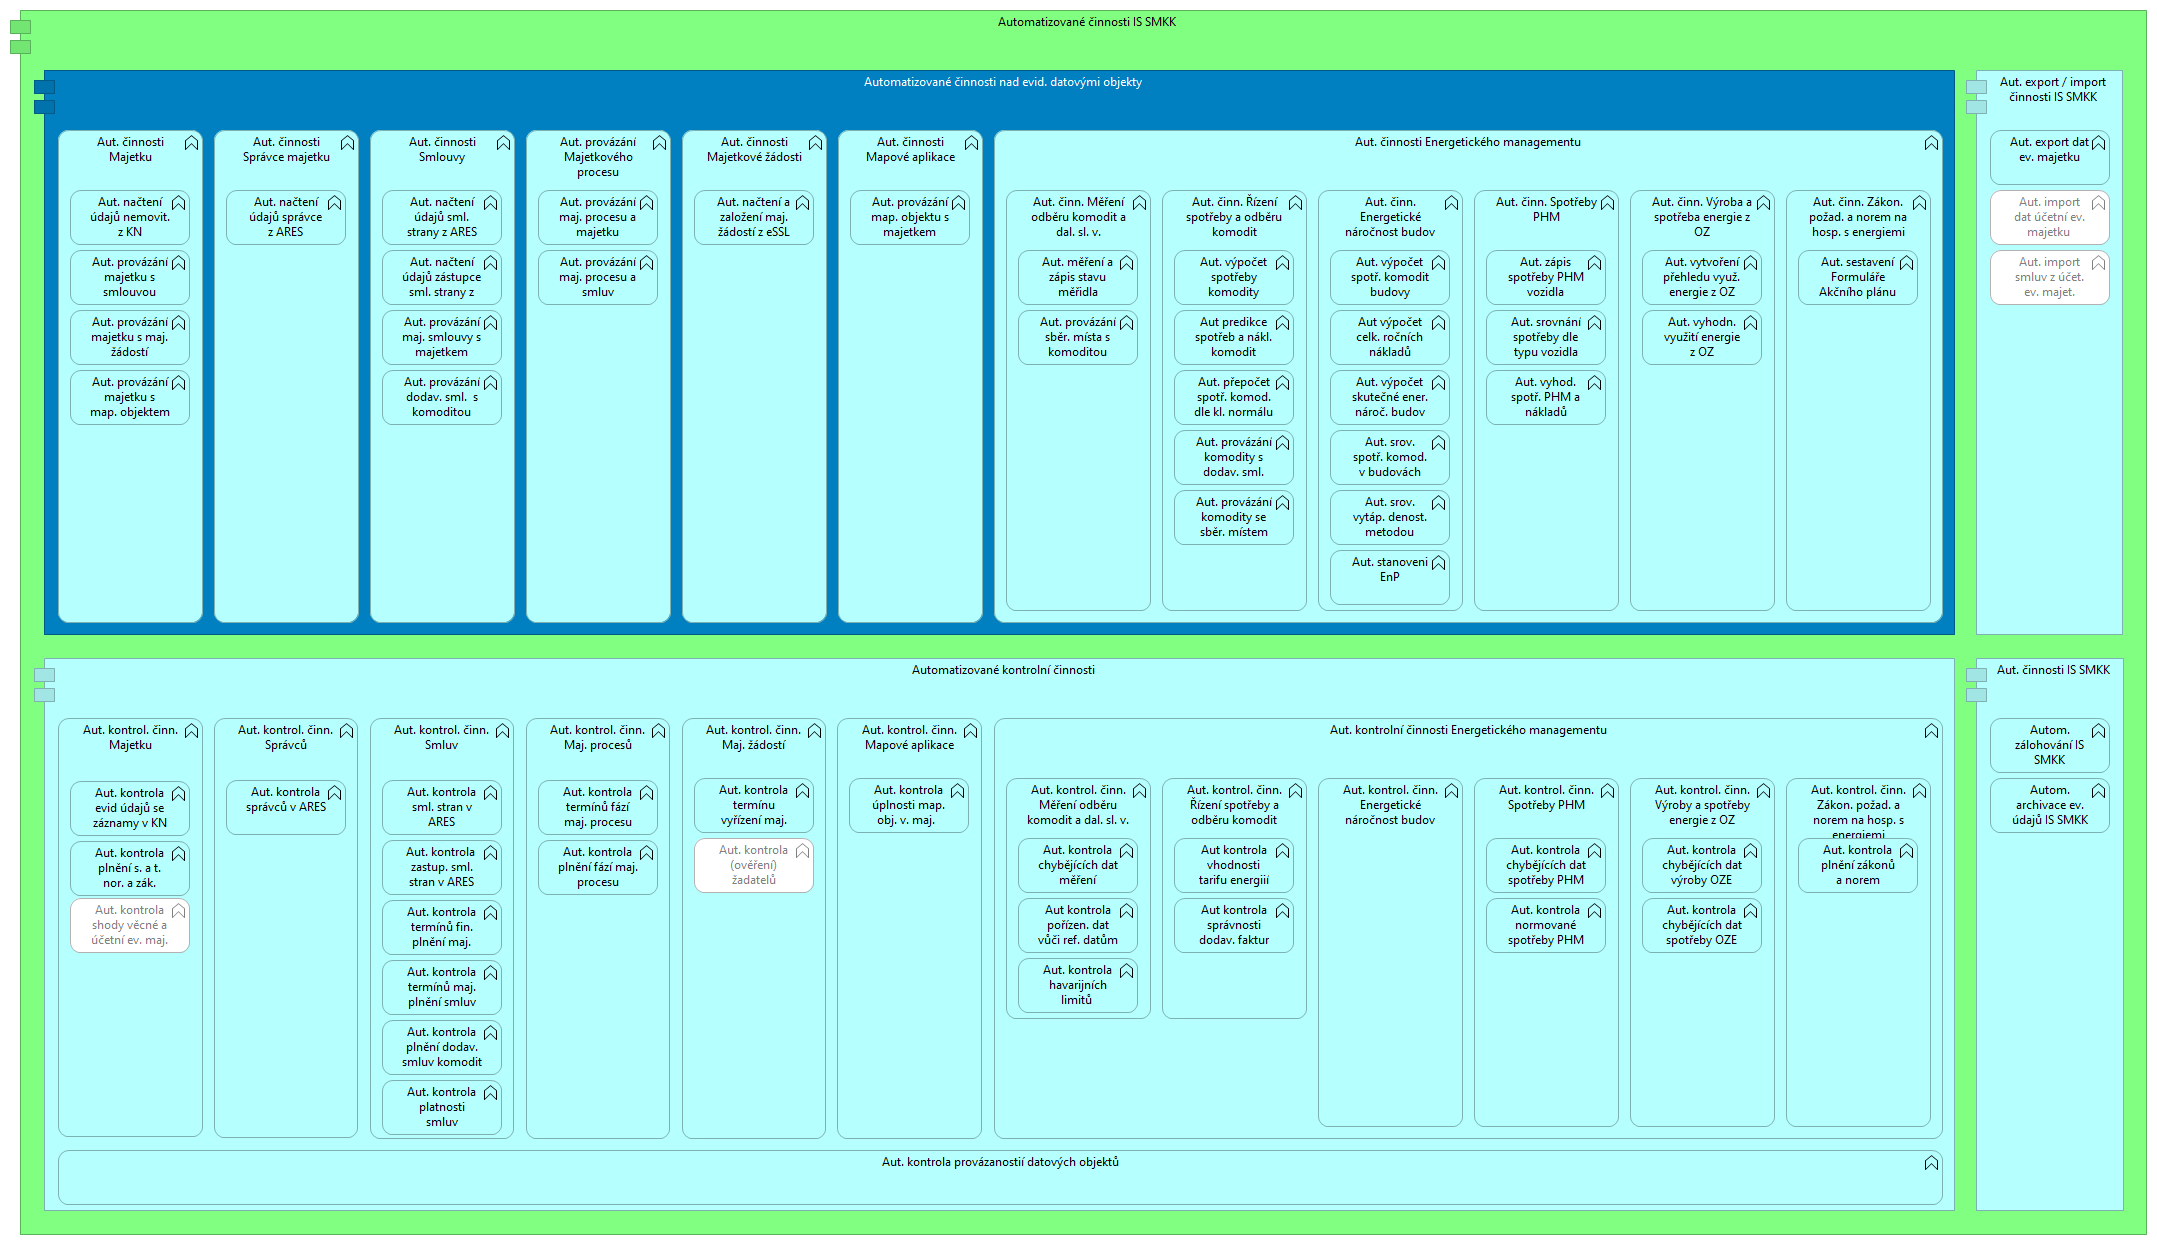 Automatizované činnosti IS SMKK
Automatizované činnosti nad evid. datovými objekty
Aut. činnosti
Majetku
Aut. načtení
údajů nemovit.
z KN
Aut. provázání
majetku s
smlouvou
Aut. provázání
majetku s maj.
žádostí
Aut. provázání
majetku s
map. objektem
Aut. činnosti
Správce majetku
Aut. načtení
údajů správce
z ARES
Aut. činnosti
Smlouvy
Aut. načtení
údajů sml.
strany z ARES
Aut. načtení
údajů zástupce
sml. strany z
Aut. provázání
maj. smlouvy s
majetkem
Aut. provázání
dodav. sml.  s
komoditou
Aut. provázání
Majetkového
procesu
Aut. provázání
maj. procesu a
majetku
Aut. provázání
maj. procesu a
smluv
Aut. činnosti
Majetkové žádosti
Aut. načtení a
založení maj.
žádostí z eSSL
Aut. činnosti
Mapové aplikace
Aut. provázání
map. objektu s
majetkem
Aut. činnosti Energetického managementu
Aut. činn. Měření
odběru komodit a
dal. sl. v.
Aut. měření a
zápis stavu
měřidla
Aut. provázání
sběr. místa s
komoditou
Aut. činn. Řízení
spotřeby a odběru
komodit
Aut. výpočet
spotřeby
komodity
Aut predikce
spotřeb a nákl.
komodit
Aut. přepočet
spotř. komod.
dle kl. normálu
Aut. provázání
komodity s
dodav. sml.
Aut. provázání
komodity se
sběr. místem
Aut. činn.
Energetické
náročnost budov
Aut. výpočet
spotř. komodit
budovy
Aut výpočet
celk. ročních
nákladů
Aut. výpočet
skutečné ener.
nároč. budov
Aut. srov.
spotř. komod.
v budovách
Aut. srov.
vytáp. denost.
metodou
Aut. stanoveni
EnP
Aut. činn. Spotřeby
PHM
Aut. zápis
spotřeby PHM
vozidla
Aut. srovnání
spotřeby dle
typu vozidla
Aut. vyhod.
spotř. PHM a
nákladů
Aut. činn. Výroba a
spotřeba energie z
OZ
Aut. vytvoření
přehledu využ.
energie z OZ
Aut. vyhodn.
využití energie
z OZ
Aut. činn. Zákon.
požad. a norem na
hosp. s energiemi
Aut. sestavení
Formuláře
Akčního plánu
Aut. export / import
činnosti IS SMKK
Aut. export dat
ev. majetku
Aut. import
dat účetní ev.
majetku
Aut. import
smluv z účet.
ev. majet.
Automatizované kontrolní činnosti
Aut. kontrol. činn.
Majetku
Aut. kontrola
evid údajů se
záznamy v KN
Aut. kontrola
plnění s. a t.
nor. a zák.
Aut. kontrola
shody věcné a
účetní ev. maj.
Aut. kontrol. činn.
Správců
Aut. kontrola
správců v ARES
Aut. kontrol. činn.
Smluv
Aut. kontrola
sml. stran v
ARES
Aut. kontrola
zastup. sml.
stran v ARES
Aut. kontrola
termínů fin.
plnění maj.
Aut. kontrola
termínů maj.
plnění smluv
Aut. kontrola
plnění dodav.
smluv komodit
Aut. kontrola
platnosti
smluv
Aut. kontrol. činn.
Maj. procesů
Aut. kontrola
termínů fází
maj. procesu
Aut. kontrola
plnění fází maj.
procesu
Aut. kontrol. činn.
Maj. žádostí
Aut. kontrola
termínu
vyřízení maj.
Aut. kontrola
(ověření)
žadatelů
Aut. kontrol. činn.
Mapové aplikace
Aut. kontrola
úplnosti map.
obj. v. maj.
Aut. kontrolní činnosti Energetického managementu
Aut. kontrol. činn.
Měření odběru
komodit a dal. sl. v.
Aut. kontrola
chybějících dat
měření
Aut kontrola
pořízen. dat
vůči ref. datům
Aut. kontrola
havarijních
limitů
Aut. kontrol. činn.
Řízení spotřeby a
odběru komodit
Aut kontrola
vhodnosti
tarifu energiií
Aut. kontrola
správnosti
dodav. faktur
Aut. kontrol. činn.
Energetické
náročnost budov
Aut. kontrol. činn.
Spotřeby PHM
Aut. kontrola
chybějících dat
spotřeby PHM
Aut. kontrola
normované
spotřeby PHM
Aut. kontrol. činn.
Výroby a spotřeby
energie z OZ
Aut. kontrola
chybějících dat
výroby OZE
Aut. kontrola
chybějících dat
spotřeby OZE
Aut. kontrol. činn.
Zákon. požad. a
norem na hosp. s
energiemi
Aut. kontrola
plnění zákonů
a norem
Aut. kontrola provázaností datových objektů
Aut. činnosti IS SMKK
Autom.
zálohování IS
SMKK
Autom.
archivace ev.
údajů IS SMKK